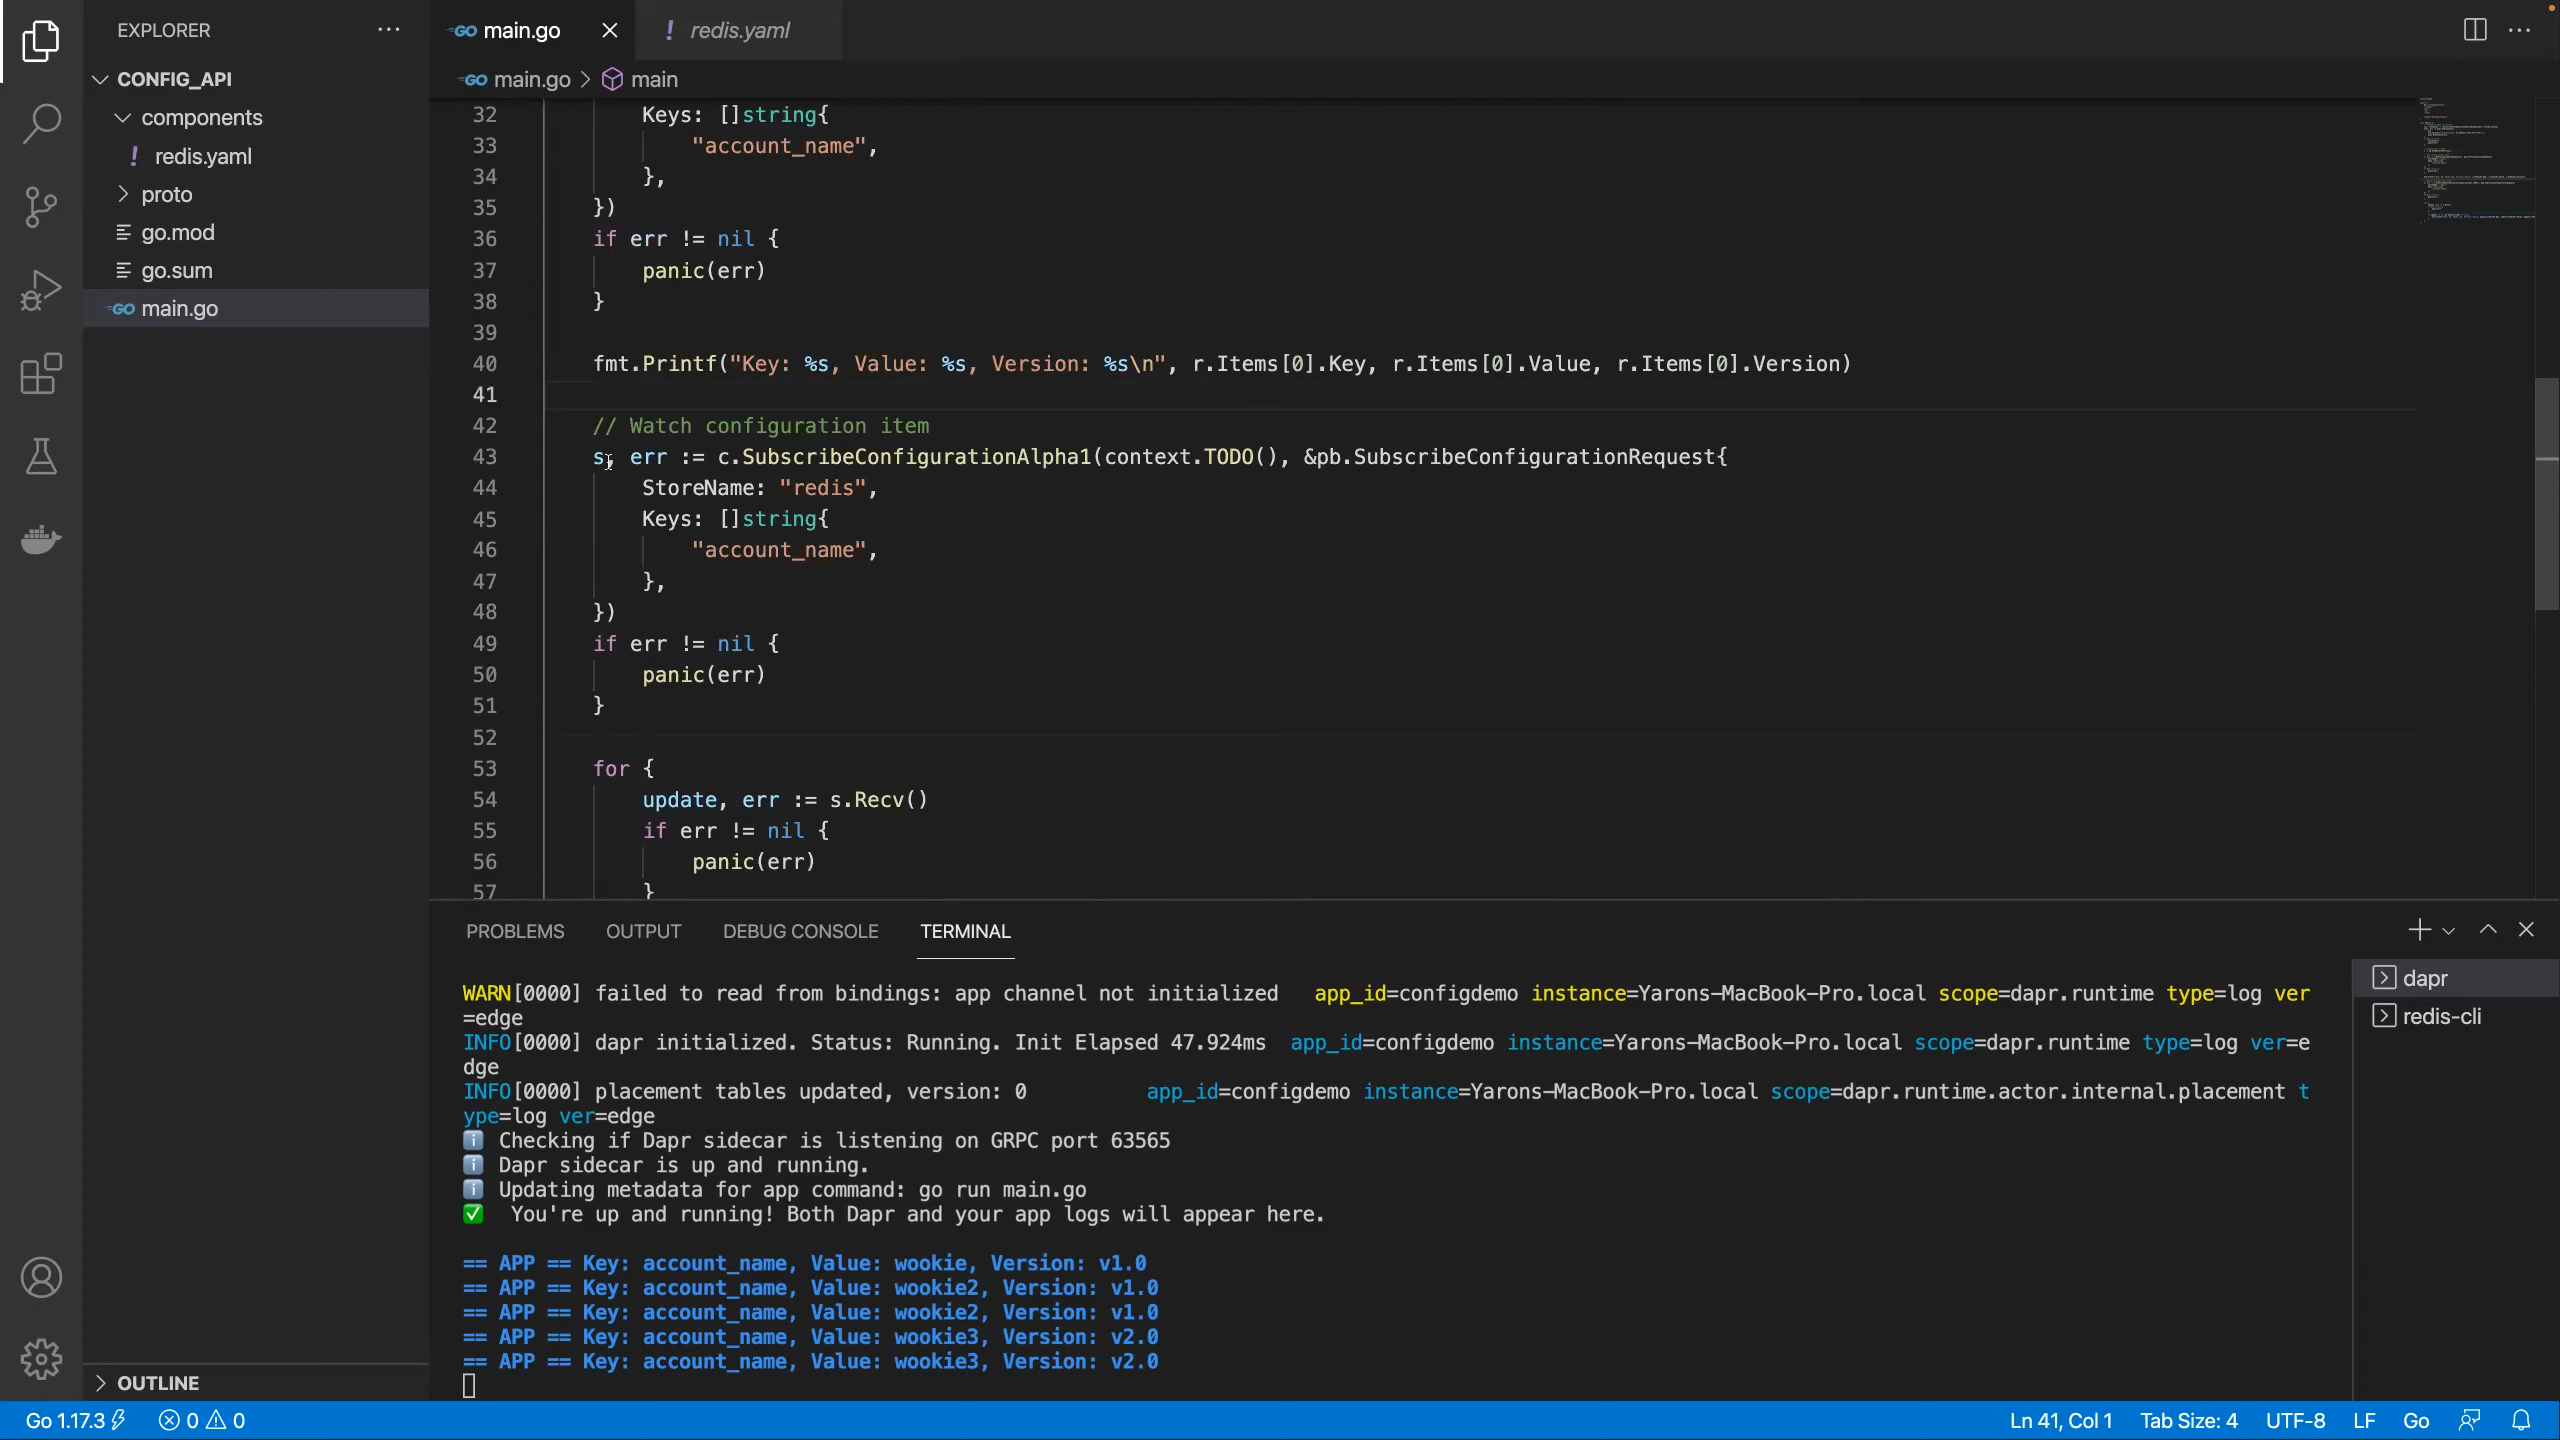 EXPLORER
CONFIG_API
components
redis.yaml
proto
go.mod
go.sum
GO main.go
OUTLINE
GO main.go
redis.yaml
GO main.go > main
32 Keys: []string{
33 "account_name",
34 },
35 })
36 if err != nil {
37 panic(err)
38 }
39
40 fmt.Printf("Key: %s, Value: %s, Version: %s\n", r.Items[0].Key, r.Items[0].Value, r.Items[0].Version)
41
42 // Watch configuration item
43 s, err := c.SubscribeConfigurationAlpha1(context.TODO(), &pb.SubscribeConfigurationRequest{
44 StoreName: "redis",
45 Keys: []string{
46 "account_name",
47 },
48 })
49 if err != nil {
50 panic(err)
51 }
52
53 for {
54 update, err := s.Recv()
55 if err != nil {
56 panic(err)
57 }
PROBLEMS OUTPUT DEBUG CONSOLE TERMINAL
WARN[0000] failed to read from bindings: app channel not initialized app_id=configdemo instance=Yarons-MacBook-Pro.local scope=dapr.runtime type=log ver
=edge
INFO[0000] dapr initialized. Status: Running. Init Elapsed 47.924ms app_id=configdemo instance=Yarons-MacBook-Pro.local scope=dapr.runtime type=log ver=e
dge
INFO[0000] placement tables updated, version: 0 app_id=configdemo instance=Yarons-MacBook-Pro.local scope=dapr.runtime.actor.internal.placement t
ype=log ver=edge
Checking if Dapr sidecar is listening on GRPC port 63565
Dapr sidecar is up and running.
Updating metadata for app command: go run main.go
You're up and running! Both Dapr and your app logs will appear here.
== APP == Key: account_name, Value: wookie, Version: v1.0
== APP == Key: account_name, Value: wookie2, Version: v1.0
== APP == Key: account_name, Value: wookie2, Version: v1.0
== APP == Key: account_name, Value: wookie3, Version: v2.0
== APP == Key: account_name, Value: wookie3, Version: v2.0
dapr
redis-cli
Go 1.17.3 0 0 Ln 41, Col 1 Tab Size: 4 UTF-8 LF Go